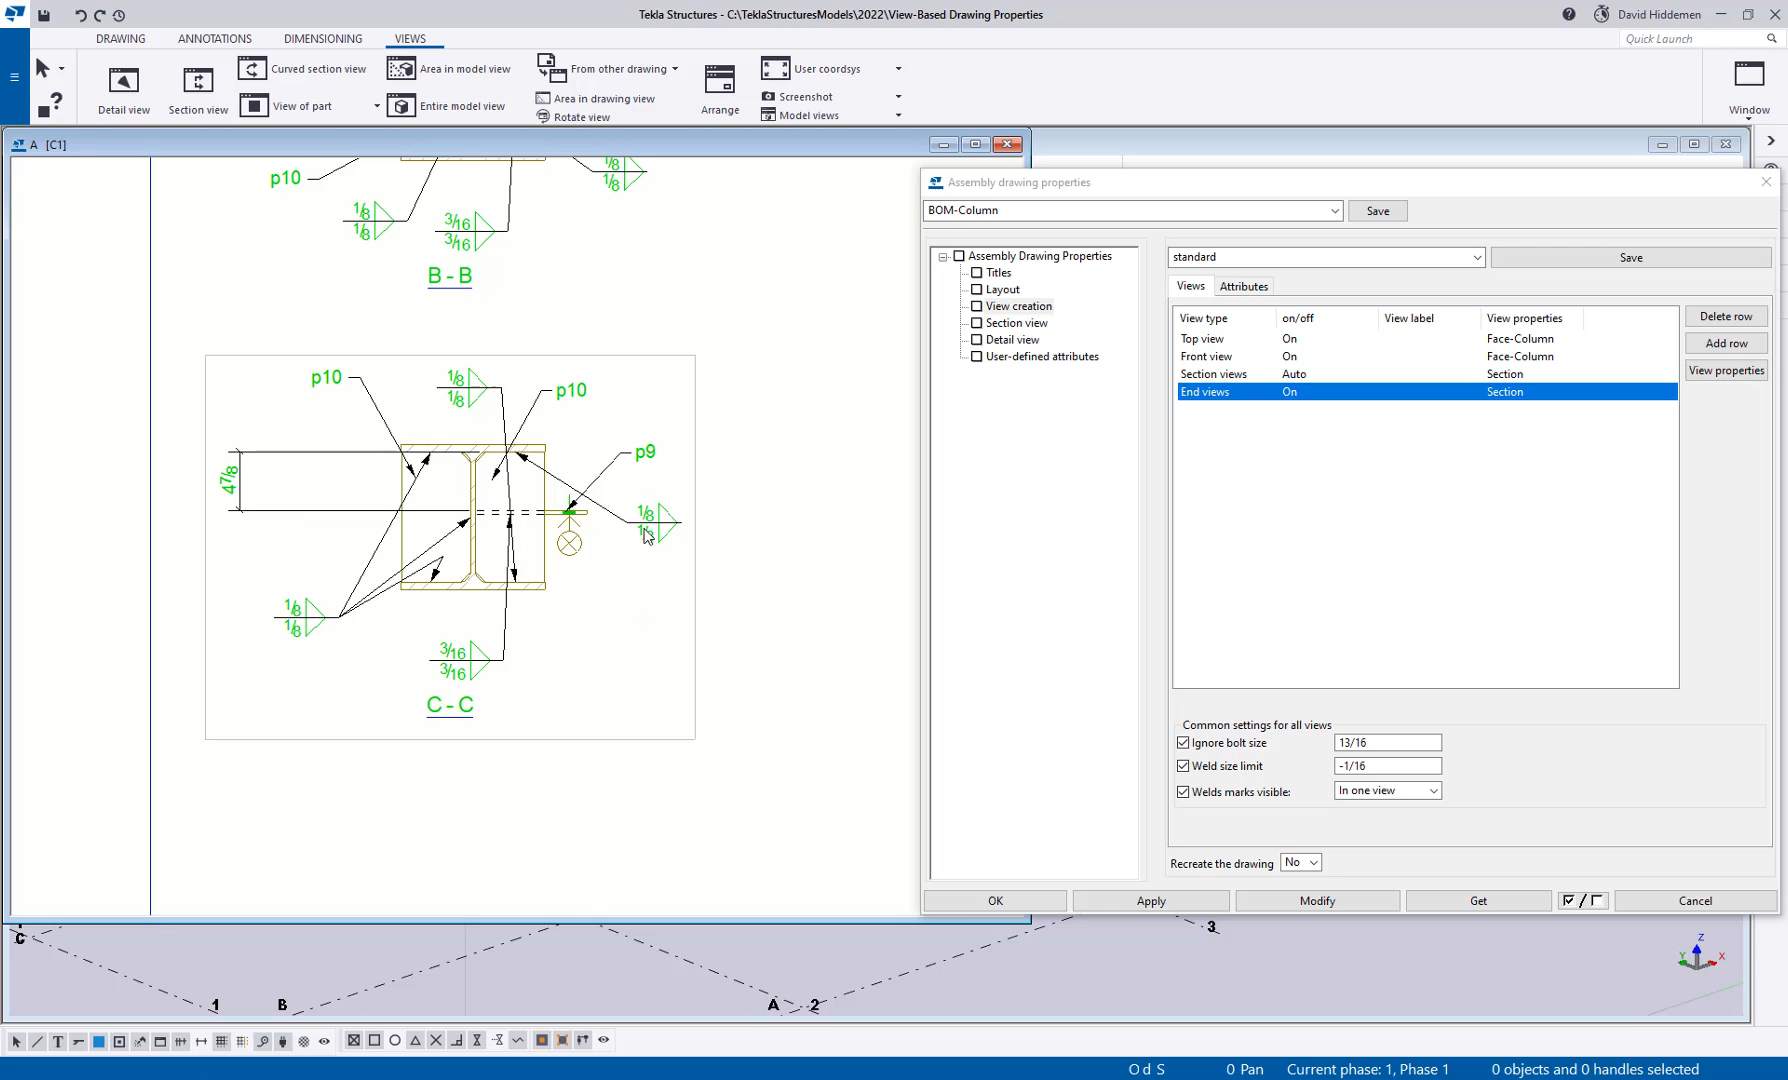 Tekla Structures - C:\TeklaStructuresModels\2022\View-Based Drawing Properties
David Hiddemen
DRAWING
ANNOTATIONS
DIMENSIONING
VIEWS
Quick Launch
Detail view
Section view
Curved section view
View of part
Area in model view
Entire model view
From other drawing
Area in drawing view
Rotate view
Arrange
User coordsys
Screenshot
Model views
Window
A [C1]
p10
1/8
1/8
3/16
3/16
1/8
1/8
B - B
p10
1/8
1/8
p10
p9
4 7/8
1/8
1/8
1/8
3/16
3/16
C - C
Assembly drawing properties
BOM-Column
Save
Assembly Drawing Properties
Titles
Layout
View creation
Section view
Detail view
User-defined attributes
standard
Save
Views
Attributes
View type on/off View label View properties
Top view On Face-Column
Front view On Face-Column
Section views Auto Section
End views On Section
Delete row
Add row
View properties
Common settings for all views
Ignore bolt size 13/16
Weld size limit -1/16
Welds marks visible: In one view
Recreate the drawing No
OK
Apply
Modify
Get
Cancel
C
1
B
A
2
3
Z
Y
X
O d S
0 Pan
Current phase: 1, Phase 1
0 objects and 0 handles selected